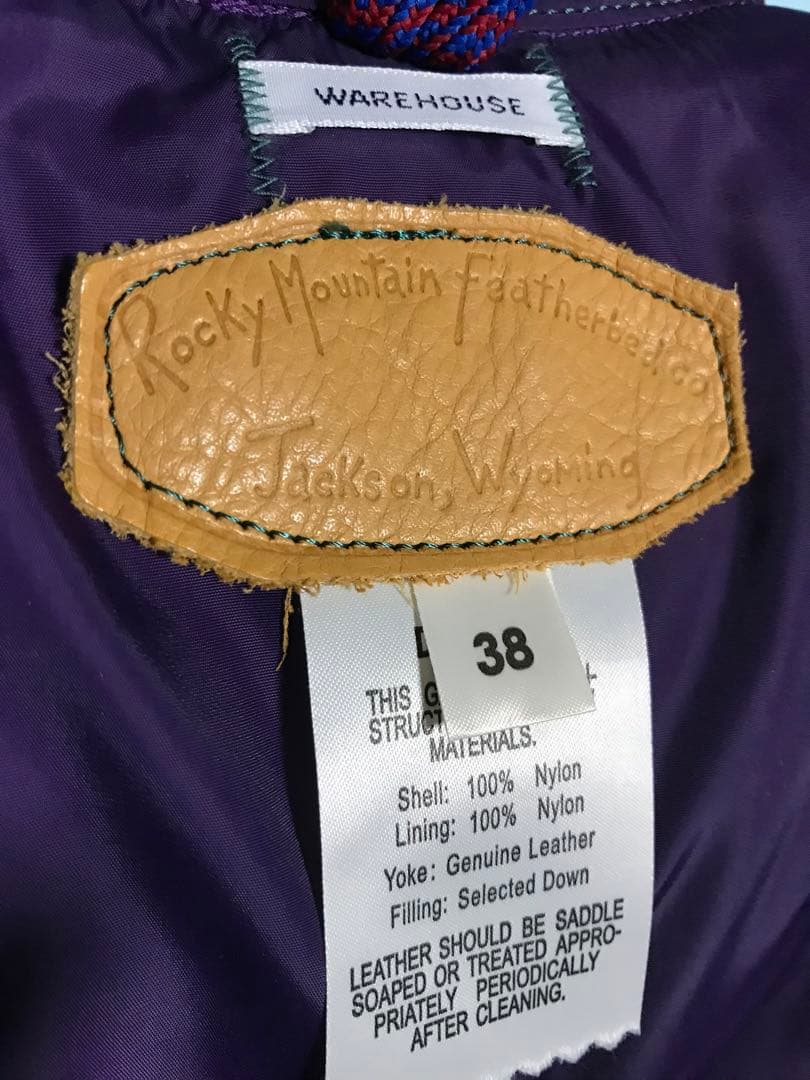 WAREHOUSE
Rocky Mountain Featherbed.co
Jackson, Wyoming
38
THIS
STRUCT
MATERIALS.
Shell: 100% Nylon
Lining: 100% Nylon
Yoke: Genuine Leather
Filling: Selected Down
LEATHER SHOULD BE SADDLE
SOAPED OR TREATED APPRO-
PRIATELY PERIODICALLY
AFTER CLEANING.